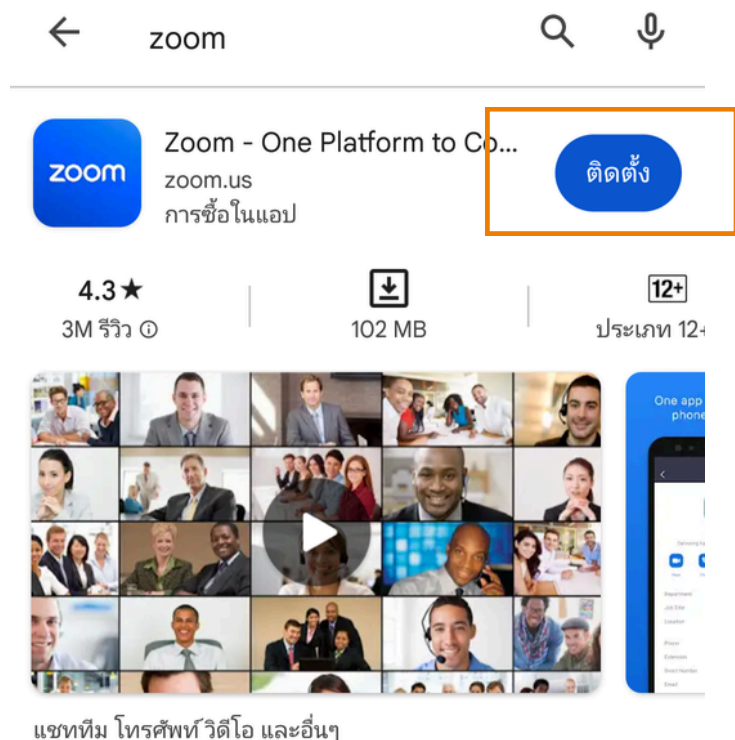 zoom
zoom
Zoom - One Platform to Co...
zoom.us
การซื้อในแอป
ติดตั้ง
4.3★
3M รีวิว
102 MB
12+
ประเภท 12+
One app
phone
แชททีม โทรศัพท์ วิดีโอ และอื่นๆ